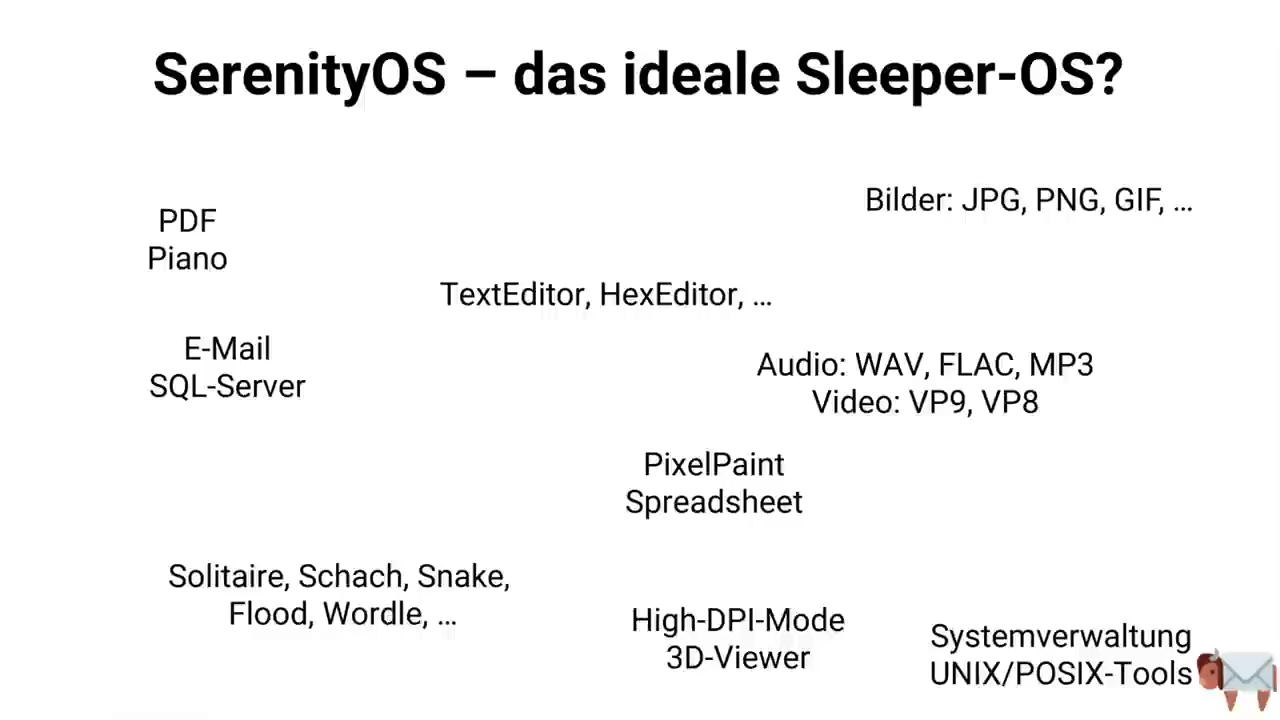 SerenityOS – das ideale Sleeper-OS?
Bilder: JPG, PNG, GIF, …
PDF
Piano
TextEditor, HexEditor, …
E-Mail
SQL-Server
Audio: WAV, FLAC, MP3
Video: VP9, VP8
PixelPaint
Spreadsheet
Solitaire, Schach, Snake,
Flood, Wordle, …
High-DPI-Mode
3D-Viewer
Systemverwaltung
UNIX/POSIX-Tools